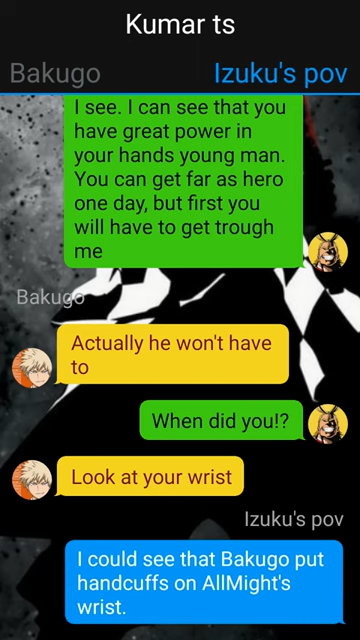 Kumar ts
Bakugo
Izuku's pov
I see. I can see that you
have great power in
your hands young man.
You can get far as hero
one day, but first you
will have to get trough
me
Bakugo
Actually he won't have
to
When did you!?
Look at your wrist
Izuku's pov
I could see that Bakugo put
handcuffs on AllMight's
wrist.